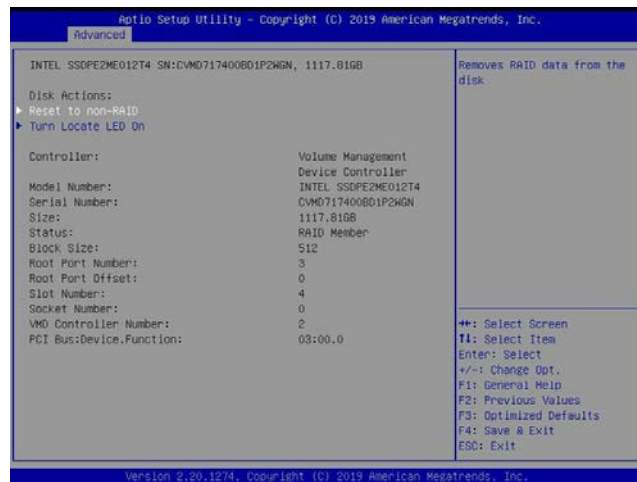 Aptio Setup Utility - Copyright (C) 2019 American Megatrends, Inc.
Advanced
INTEL SSDPE2ME012T4 SN:CVMD717400BD1P2WGN, 1117.81GB
Disk Actions:
Reset to non-RAID
Turn Locate LED On
Controller: Volume Management
Device Controller
Model Number: INTEL SSDPE2ME012T4
Serial Number: CVMD717400BD1P2WGN
Size: 1117.81GB
Status: RAID Member
Block Size: 512
Root Port Number: 3
Root Port Offset: 0
Slot Number: 4
Socket Number: 0
VMD Controller Number: 2
PCI Bus:Device.Function: 03:00.0
Removes RAID data from the
disk
→←: Select Screen
↑↓: Select Item
Enter: Select
+/-: Change Opt.
F1: General Help
F2: Previous Values
F3: Optimized Defaults
F4: Save & Exit
ESC: Exit
Version 2.20.1274. Copyright (C) 2019 American Megatrends, Inc.